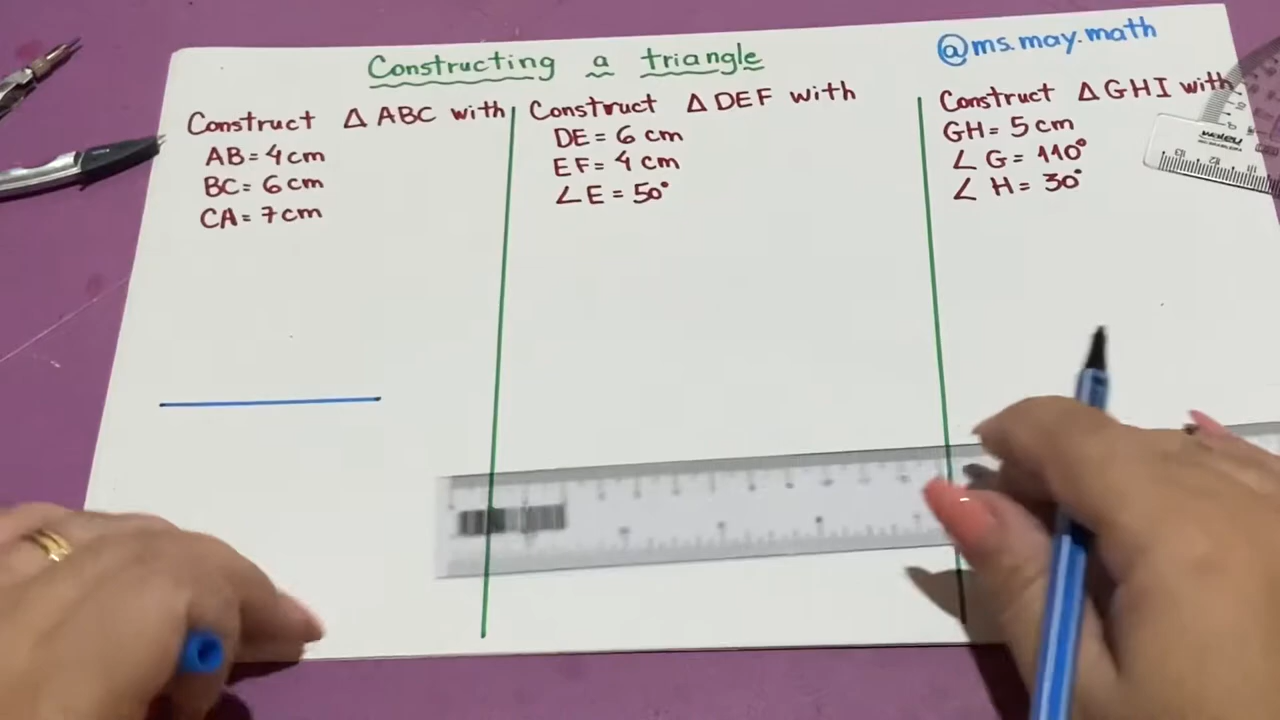 Constructing a triangle
@ms.may.math
Construct △ABC with
AB = 4 cm
BC = 6 cm
CA = 7 cm
Construct △DEF with
DE = 6 cm
EF = 4 cm
∠E = 50°
Construct △GHI with
GH = 5 cm
∠G = 110°
∠H = 30°
waleu